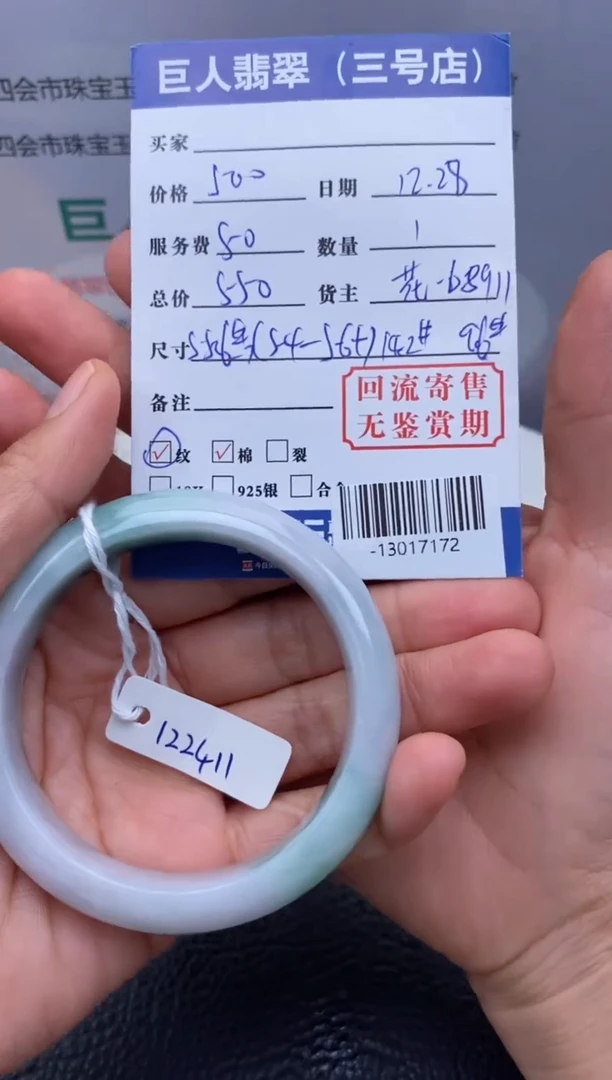 四会市珠宝玉
四会市珠宝玉
巨
巨人翡翠（三号店）
买家
价格 500 日期 12.28
服务费 50 数量 1
总价 550 货主
尺寸
备注
回流寄售
无鉴赏期
纹 棉 裂
925银
-13017172
122411